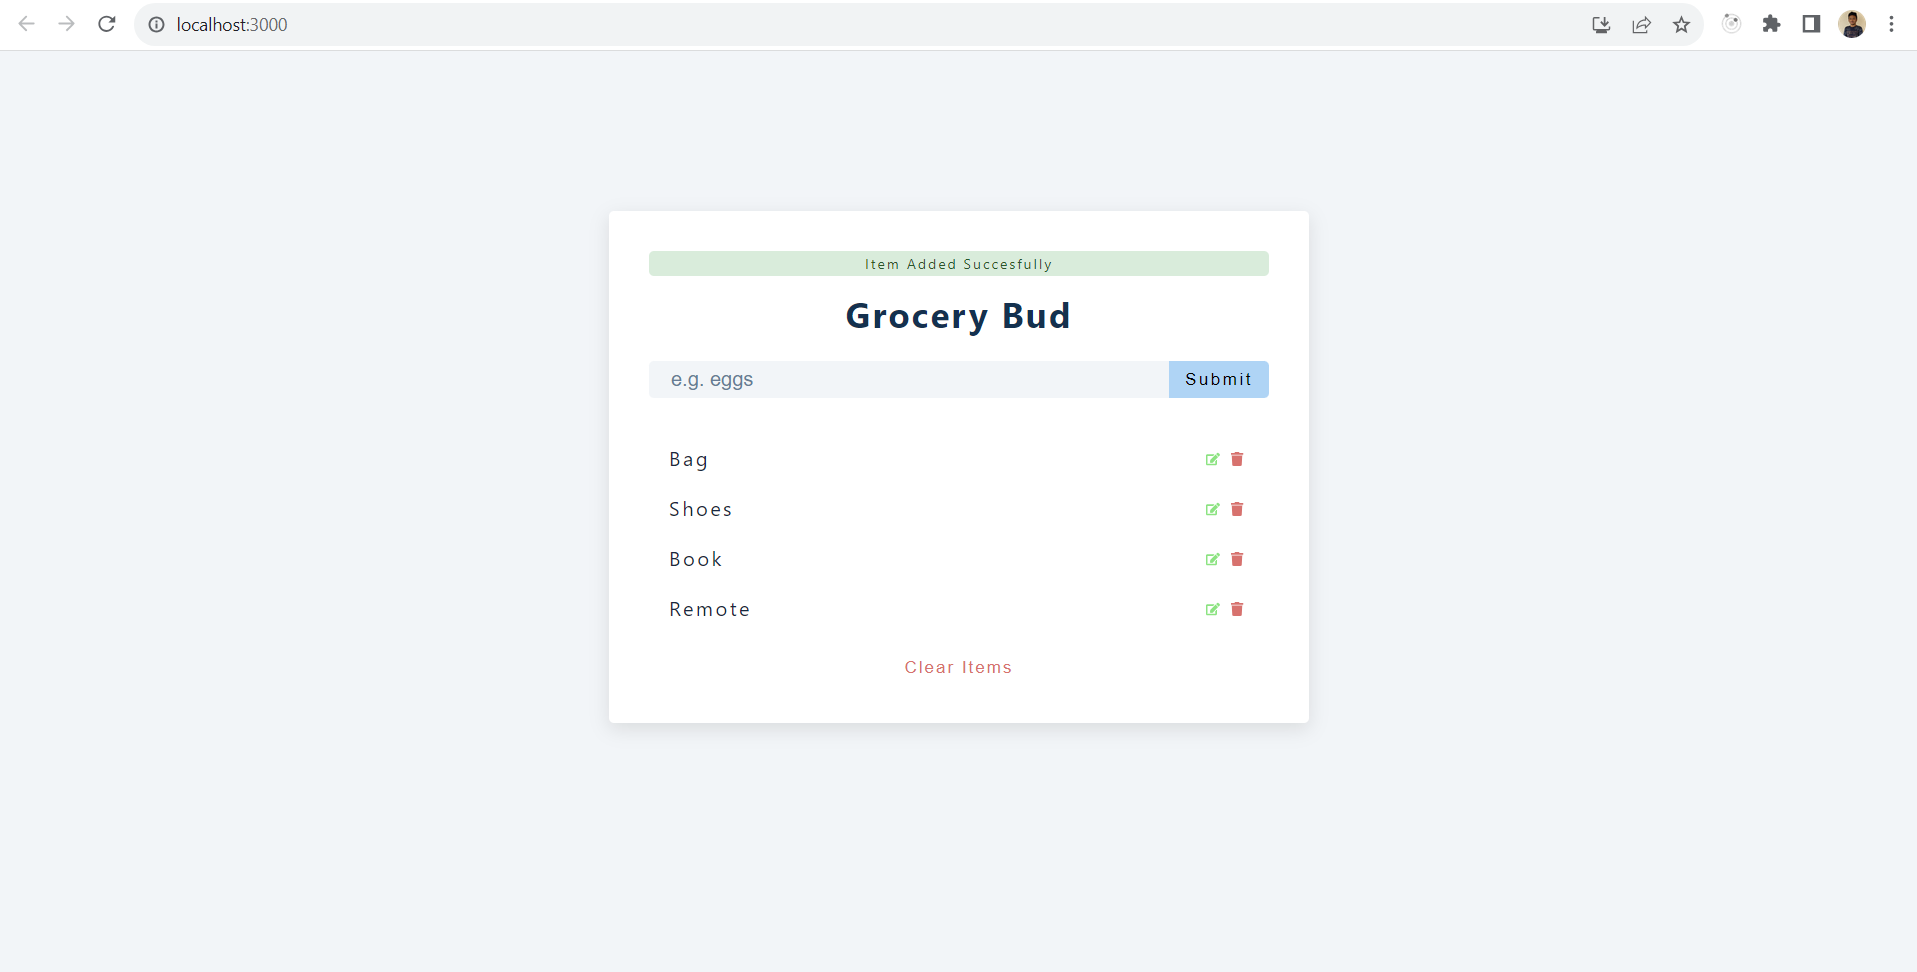 localhost:3000
Item Added Succesfully
Grocery Bud
e.g. eggs
Submit
Bag
Shoes
Book
Remote
Clear Items